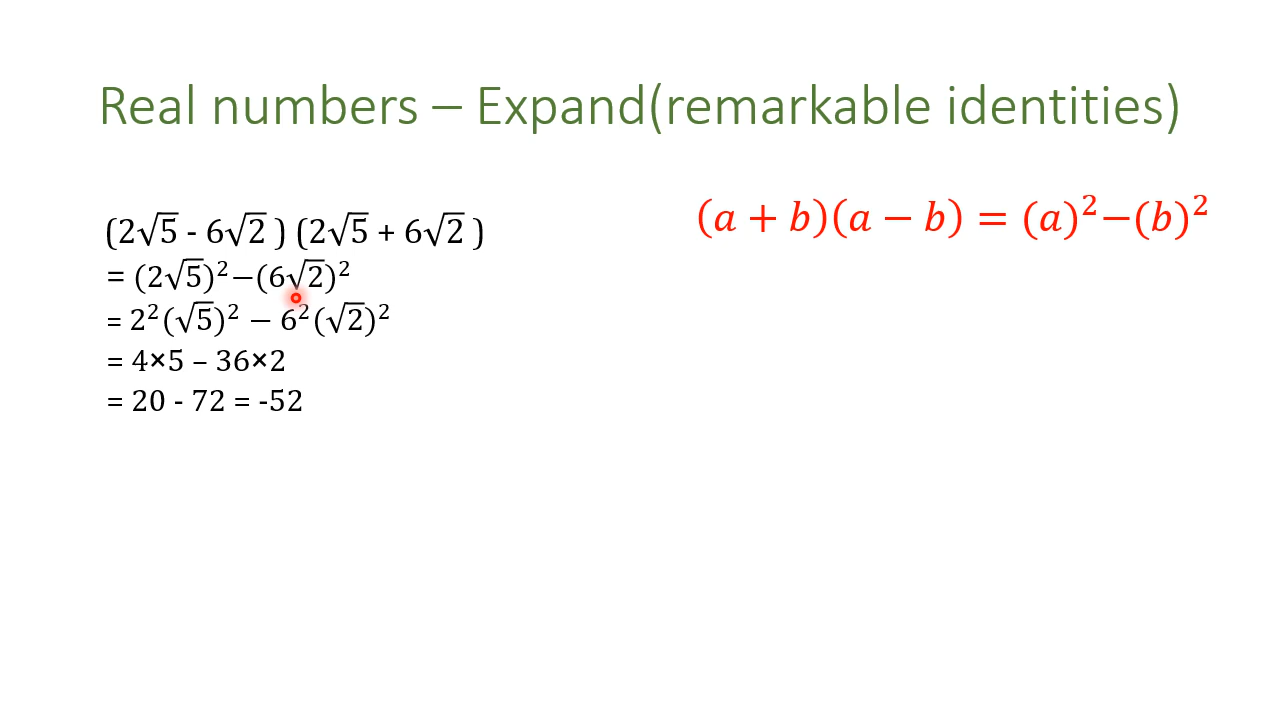 Real numbers – Expand(remarkable identities)
(2√5 - 6√2 ) (2√5 + 6√2 )
= (2√5)²−(6√2)²
= 2²(√5)² − 6²(√2)²
= 4×5 – 36×2
= 20 - 72 = -52
(a + b)(a − b) = (a)²−(b)²